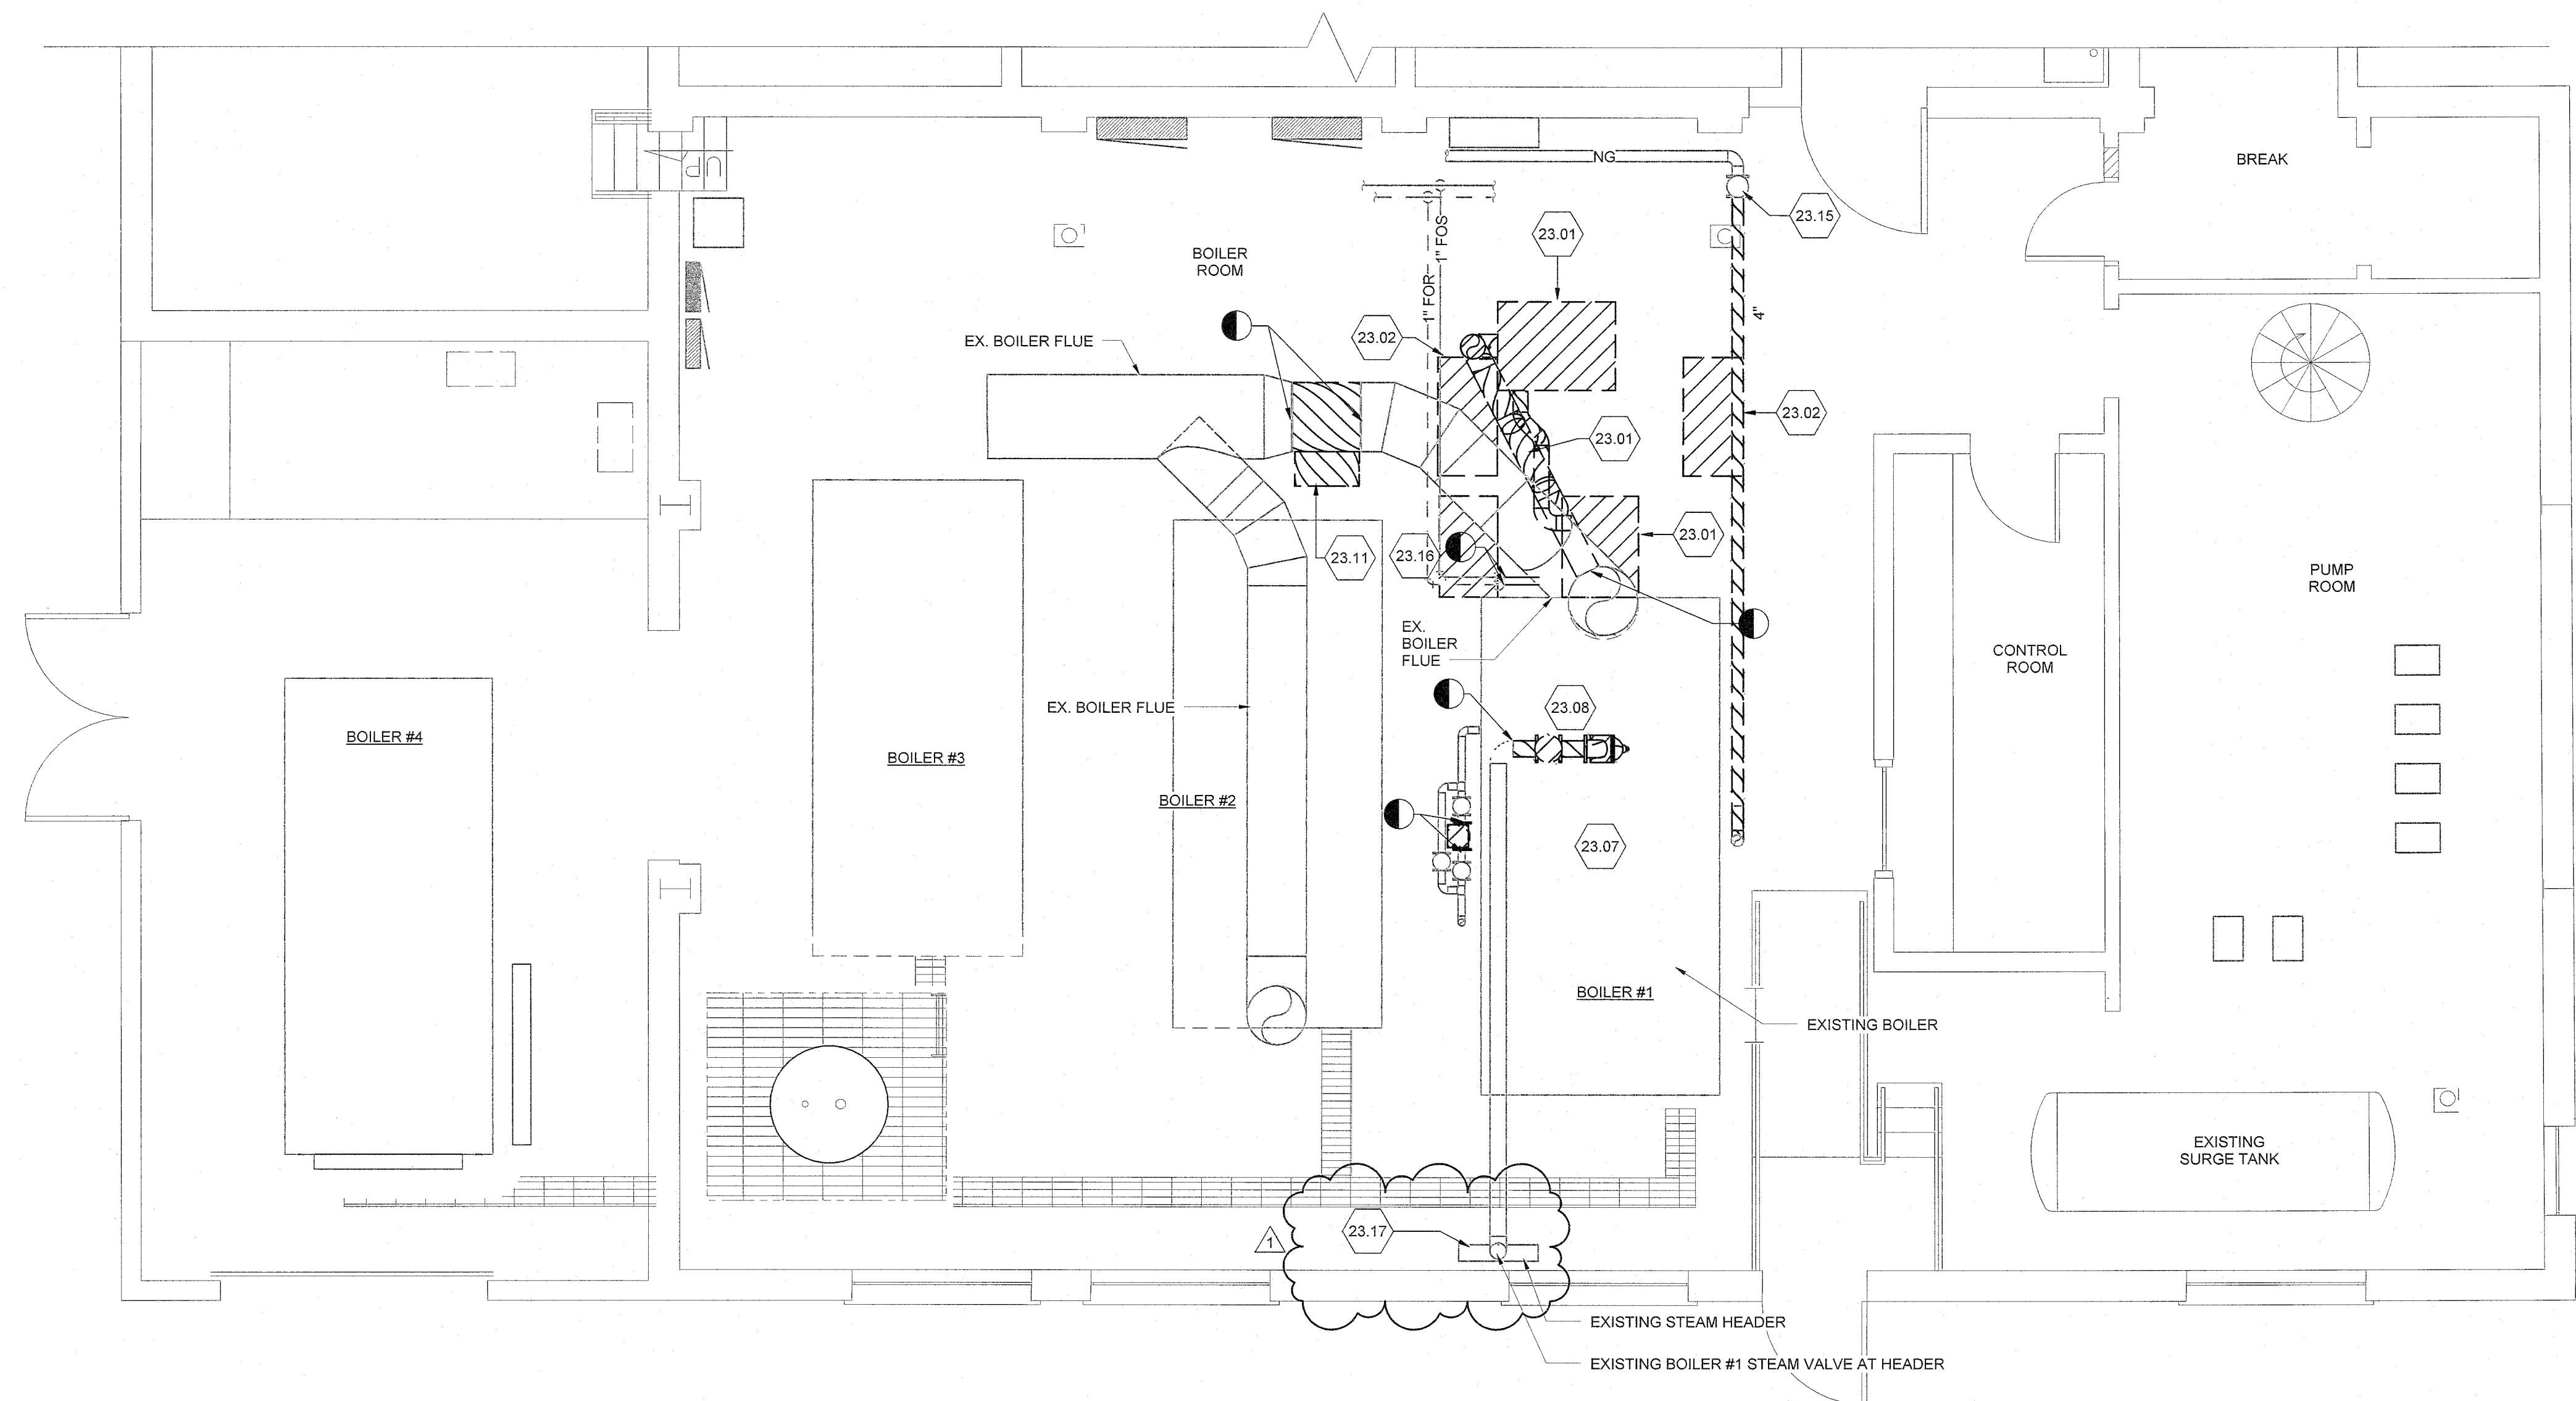 UP
NG
BREAK
23.15
23.01
1" FOS
BOILER
ROOM
1" FOR
4"
EX. BOILER FLUE
23.02
23.02
23.01
23.01
23.11
23.16
PUMP
ROOM
EX.
BOILER
FLUE
CONTROL
ROOM
EX. BOILER FLUE
23.08
BOILER #4
BOILER #3
BOILER #2
23.07
BOILER #1
EXISTING BOILER
EXISTING
SURGE TANK
23.17
1
EXISTING STEAM HEADER
EXISTING BOILER #1 STEAM VALVE AT HEADER